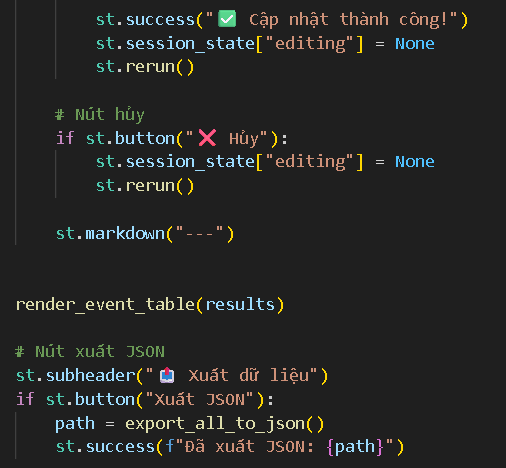 st.success("✅ Cập nhật thành công!")
st.session_state["editing"] = None
st.rerun()
# Nút hủy
if st.button("❌ Hủy"):
st.session_state["editing"] = None
st.rerun()
st.markdown("---")
render_event_table(results)
# Nút xuất JSON
st.subheader("📤 Xuất dữ liệu")
if st.button("Xuất JSON"):
path = export_all_to_json()
st.success(f"Đã xuất JSON: {path}")